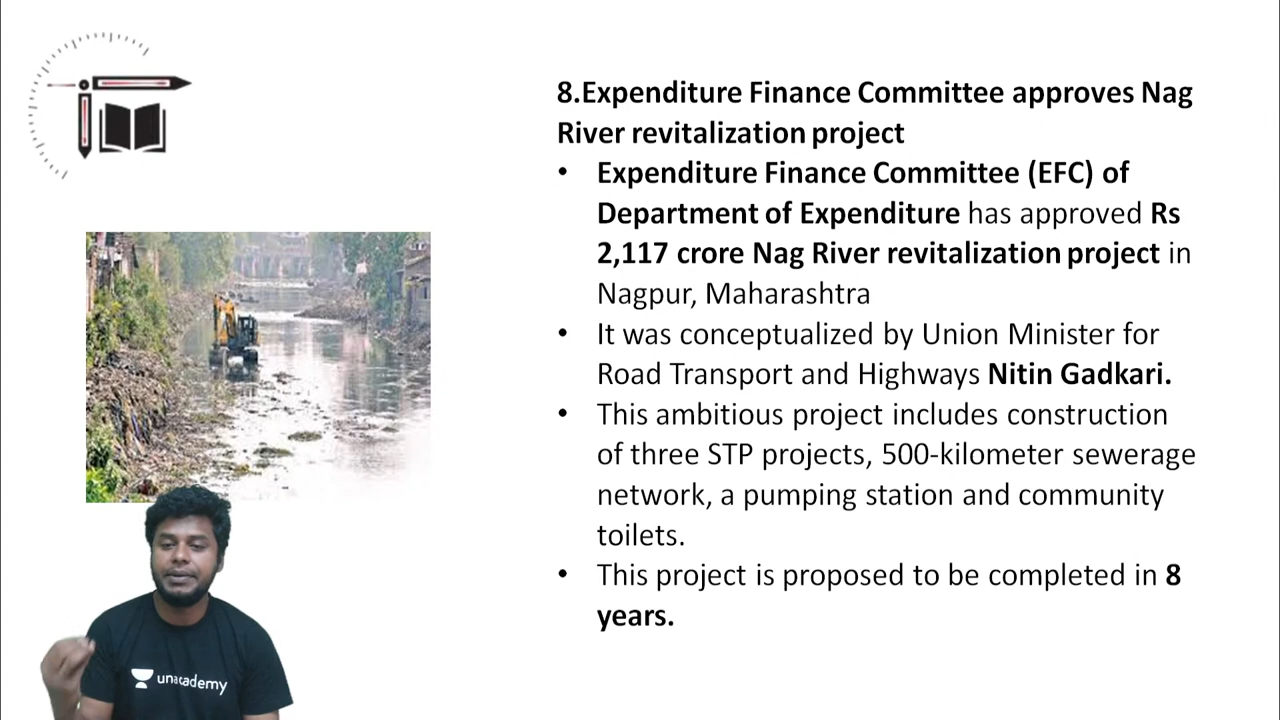 8.Expenditure Finance Committee approves Nag
River revitalization project
• Expenditure Finance Committee (EFC) of
Department of Expenditure has approved Rs
2,117 crore Nag River revitalization project in
Nagpur, Maharashtra
• It was conceptualized by Union Minister for
Road Transport and Highways Nitin Gadkari.
• This ambitious project includes construction
of three STP projects, 500-kilometer sewerage
network, a pumping station and community
toilets.
• This project is proposed to be completed in 8
years.
unacademy